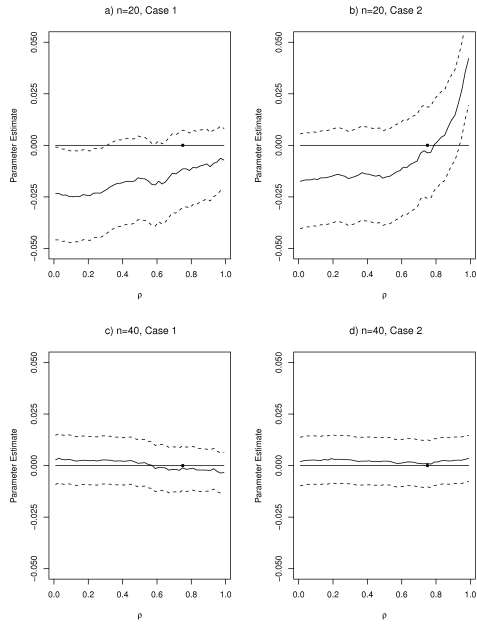 a) n=20, Case 1
Parameter Estimate
0.050
0.025
0.000
−0.025
−0.050
0.0 0.2 0.4 0.6 0.8 1.0
ρ
b) n=20, Case 2
Parameter Estimate
0.050
0.025
0.000
−0.025
−0.050
0.0 0.2 0.4 0.6 0.8 1.0
ρ
c) n=40, Case 1
Parameter Estimate
0.050
0.025
0.000
−0.025
−0.050
0.0 0.2 0.4 0.6 0.8 1.0
ρ
d) n=40, Case 2
Parameter Estimate
0.050
0.025
0.000
−0.025
−0.050
0.0 0.2 0.4 0.6 0.8 1.0
ρ